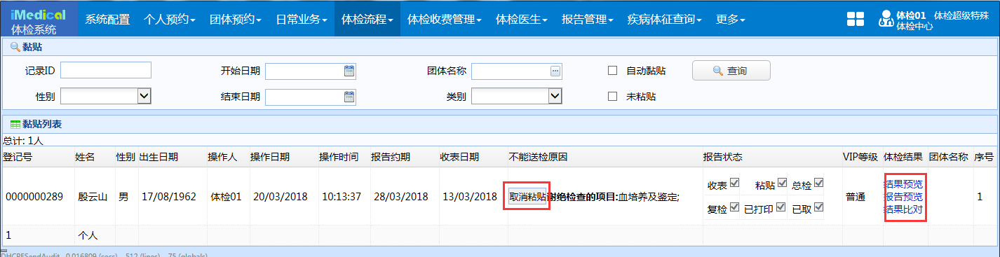 iMedical
体检系统
系统配置 个人预约 团体预约 日常业务 体检流程 体检收费管理 体检医生 报告管理 疾病体征查询 更多
体检01 体检超级特殊
体检中心
黏贴
记录ID 开始日期 团体名称 自动黏贴 查询
性别 结束日期 类别 未粘贴
黏贴列表
总计: 1人
登记号 姓名 性别 出生日期 操作人 操作日期 操作时间 报告约期 收表日期 不能送检原因 报告状态 VIP等级 体检结果 团体名称 序号
0000000289 殷云山 男 17/08/1962 体检01 20/03/2018 10:13:37 28/03/2018 13/03/2018 取消粘贴 谢绝检查的项目:血培养及鉴定; 收表 粘贴 总检 普通 结果预览 1
复检 已打印 已取 报告预览
结果比对
1 个人
DHCPESendAudit 0.016809 (secs) 512 (lines) 75 (globals)